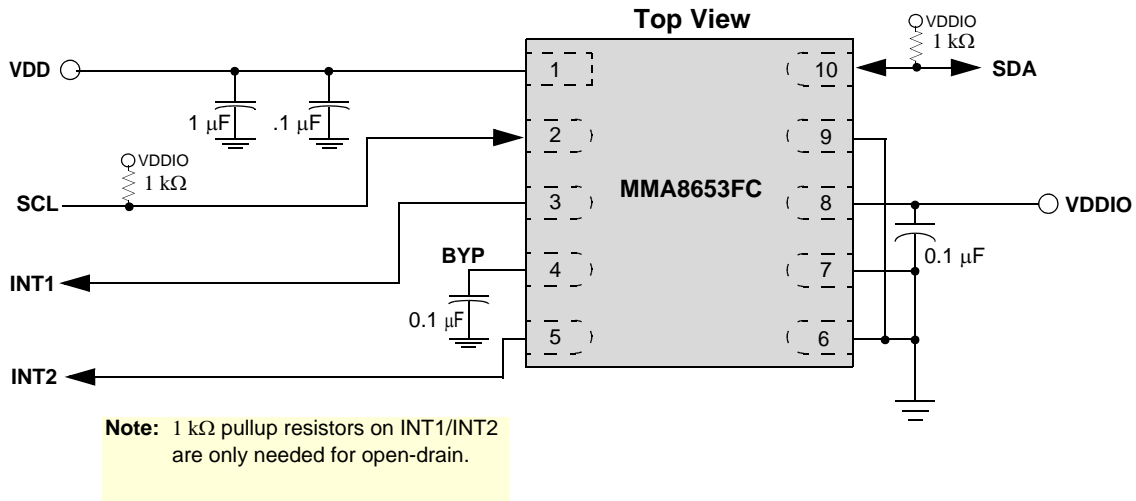 Top View
VDDIO
1 kΩ
VDD
1
10
SDA
1 μF
.1 μF
2
9
VDDIO
1 kΩ
MMA8653FC
SCL
3
8
VDDIO
BYP
4
7
0.1 μF
INT1
0.1 μF
5
6
INT2
Note: 1 kΩ pullup resistors on INT1/INT2
are only needed for open-drain.